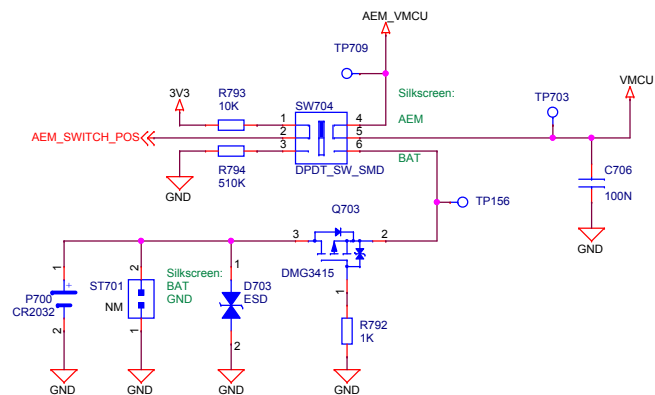 AEM_VMCU
TP709
3V3
R793
10K
SW704
Silkscreen:
VMCU
TP703
1
4
AEM_SWITCH_POS
2
5
AEM
3
6
BAT
R794
510K
DPDT_SW_SMD
GND
C706
100N
GND
Q703
TP156
3
2
DMG3415
1
1
+
P700
CR2032
2
2
ST701
NM
1
Silkscreen:
BAT
GND
1
D703
ESD
2
R792
1K
GND
GND
GND
GND